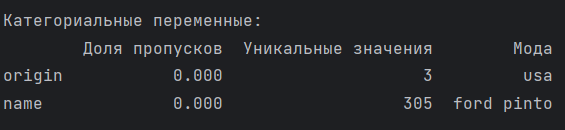 Категориальные переменные:
Доля пропусков Уникальные значения Мода
origin 0.000 3 usa
name 0.000 305 ford pinto